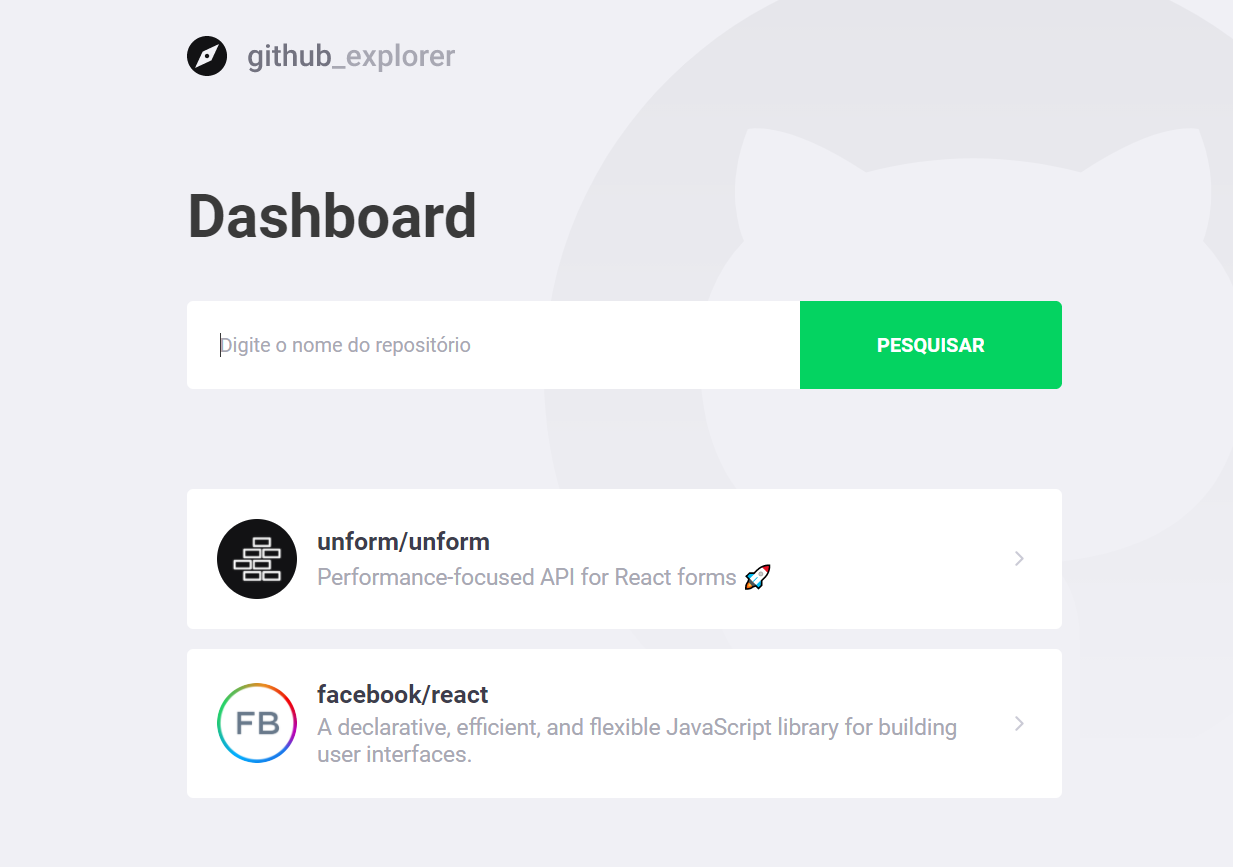 github_explorer
Dashboard
Digite o nome do repositório
PESQUISAR
unform/unform
Performance-focused API for React forms 🚀
FB
facebook/react
A declarative, efficient, and flexible JavaScript library for building
user interfaces.